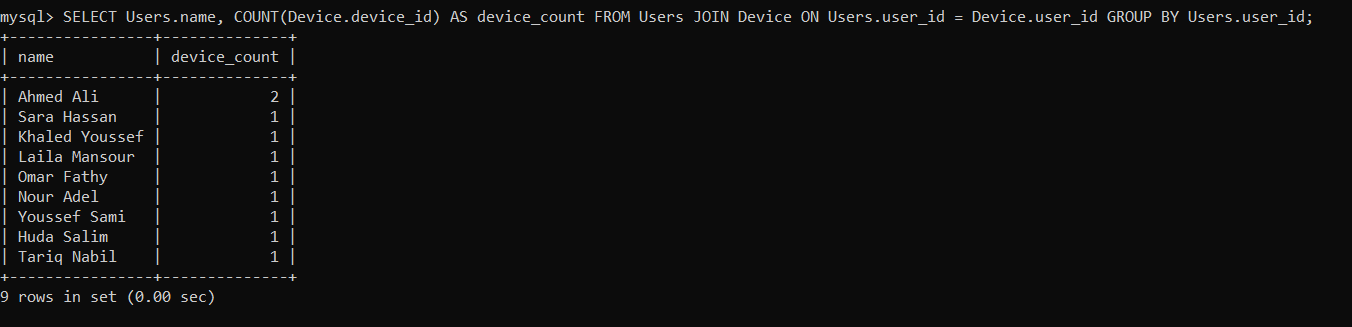 mysql> SELECT Users.name, COUNT(Device.device_id) AS device_count FROM Users JOIN Device ON Users.user_id = Device.user_id GROUP BY Users.user_id;
+----------------+--------------+
| name           | device_count |
+----------------+--------------+
| Ahmed Ali      |            2 |
| Sara Hassan    |            1 |
| Khaled Youssef |            1 |
| Laila Mansour  |            1 |
| Omar Fathy     |            1 |
| Nour Adel      |            1 |
| Youssef Sami   |            1 |
| Huda Salim     |            1 |
| Tariq Nabil    |            1 |
+----------------+--------------+
9 rows in set (0.00 sec)